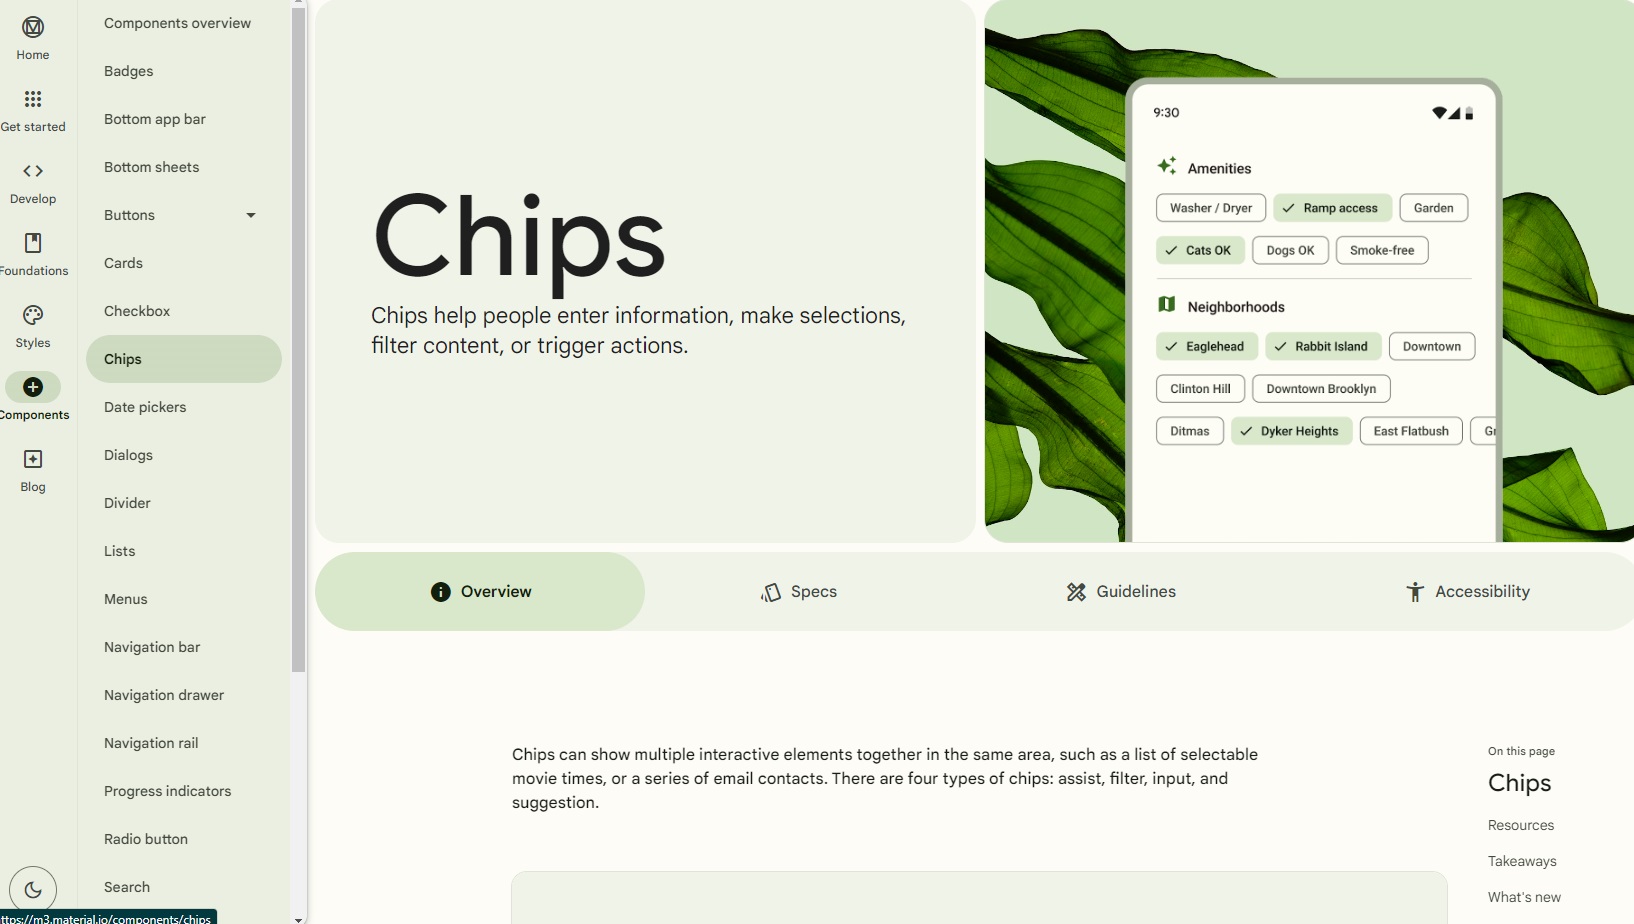 Home
Get started
Develop
Foundations
Styles
Components
Blog
Components overview
Badges
Bottom app bar
Bottom sheets
Buttons
Cards
Checkbox
Chips
Date pickers
Dialogs
Divider
Lists
Menus
Navigation bar
Navigation drawer
Navigation rail
Progress indicators
Radio button
Search
ttps://m3.material.io/components/chips
Chips
Chips help people enter information, make selections,
filter content, or trigger actions.
9:30
Amenities
Washer / Dryer Ramp access Garden
Cats OK Dogs OK Smoke-free
Neighborhoods
Eaglehead Rabbit Island Downtown
Clinton Hill Downtown Brooklyn
Ditmas Dyker Heights East Flatbush
Overview Specs Guidelines Accessibility
Chips can show multiple interactive elements together in the same area, such as a list of selectable
movie times, or a series of email contacts. There are four types of chips: assist, filter, input, and
suggestion.
On this page
Chips
Resources
Takeaways
What's new